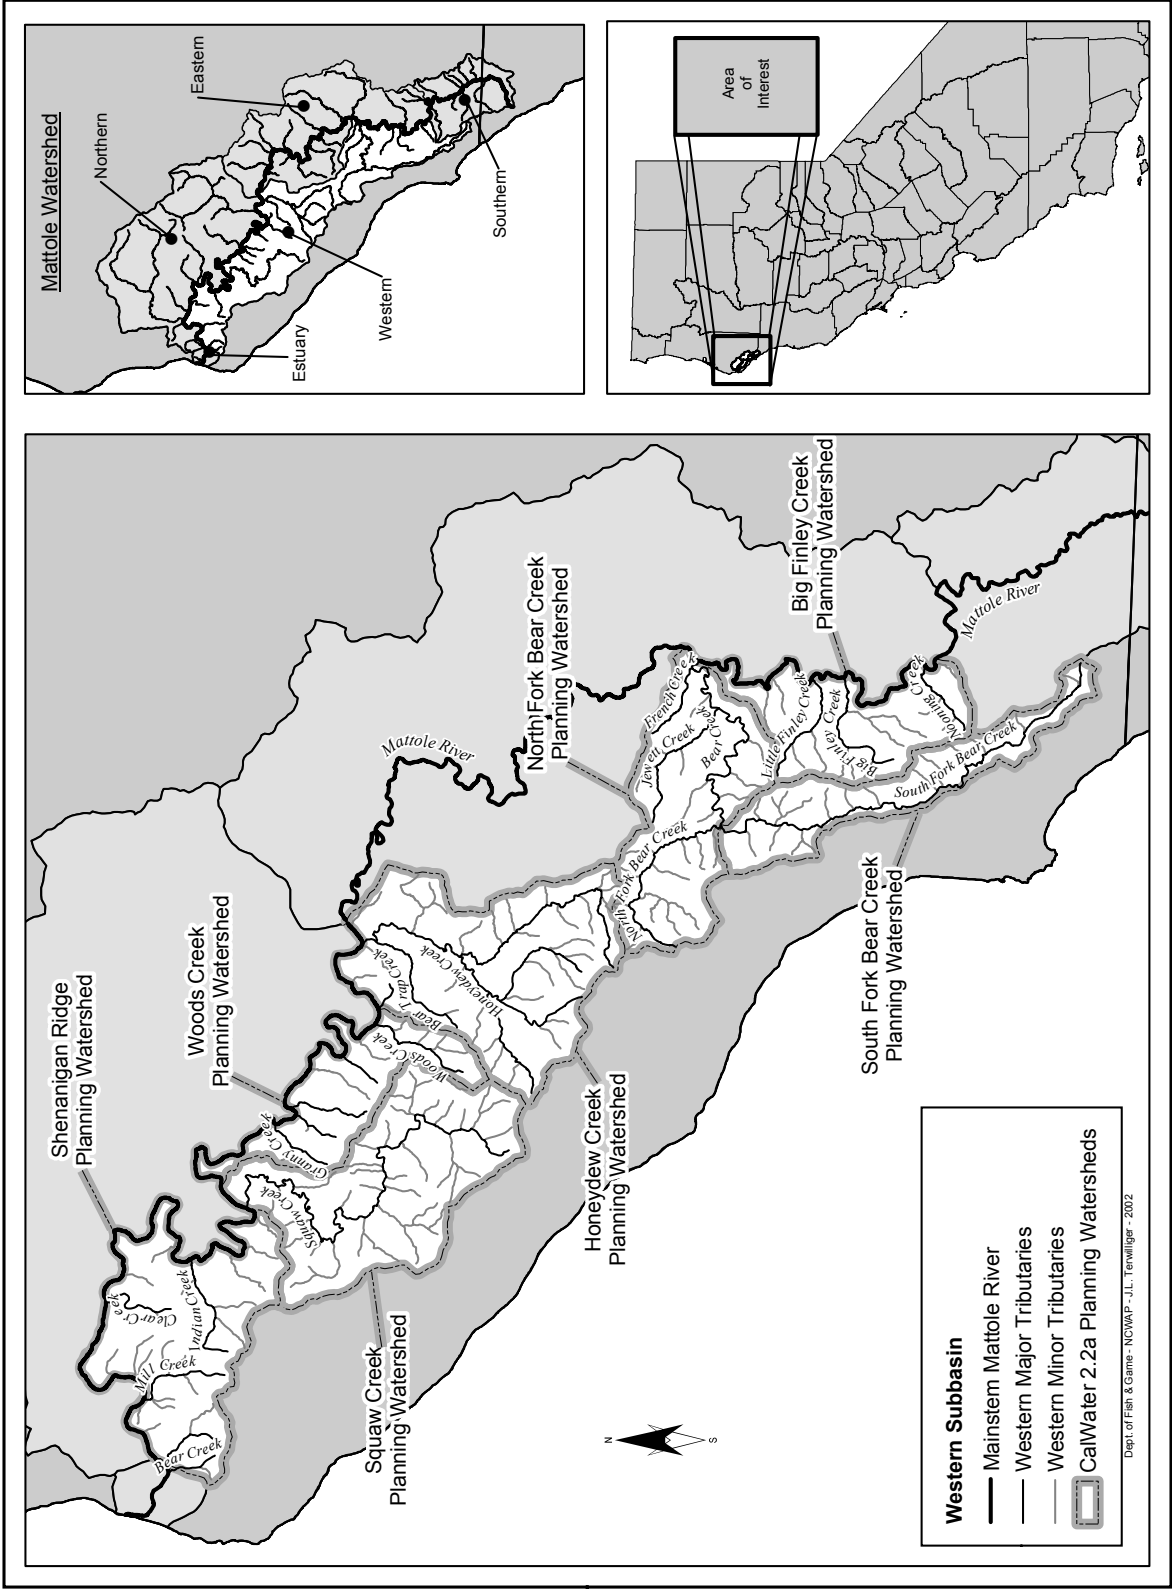 Mattole Watershed
Northern
Eastern
Estuary
Western
Southern
Area
of
Interest
Shenanigan Ridge
Planning Watershed
Woods Creek
Planning Watershed
North Fork Bear Creek
Planning Watershed
Big Finley Creek
Planning Watershed
Squaw Creek
Planning Watershed
Honeydew Creek
Planning Watershed
South Fork Bear Creek
Planning Watershed
Mattole River
Mattole River
Bear Creek
Mill Creek
Clear Creek
Indian Creek
Squaw Creek
Granny Creek
Woods Creek
Bear Trap Creek
Honeydew Creek
North Fork Bear Creek
French Creek
Jewett Creek
Bear Creek
Little Finley Creek
Big Finley Creek
Nooning Creek
South Fork Bear Creek
N
S
Western Subbasin
Mainstem Mattole River
Western Major Tributaries
Western Minor Tributaries
CalWater 2.2a Planning Watersheds
Dept. of Fish & Game - NCWAP - J.L. Terwilliger - 2002